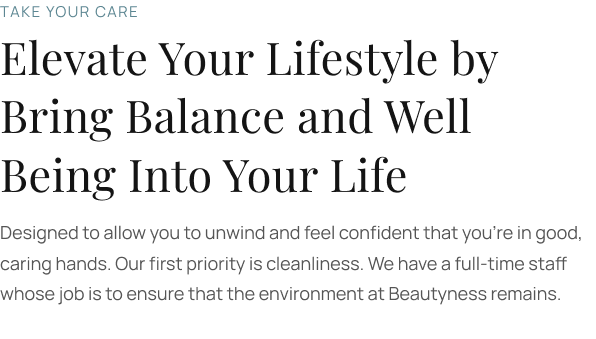 TAKE YOUR CARE
Elevate Your Lifestyle by
Bring Balance and Well
Being Into Your Life
Designed to allow you to unwind and feel confident that you’re in good,
caring hands. Our first priority is cleanliness. We have a full-time staff
whose job is to ensure that the environment at Beautyness remains.